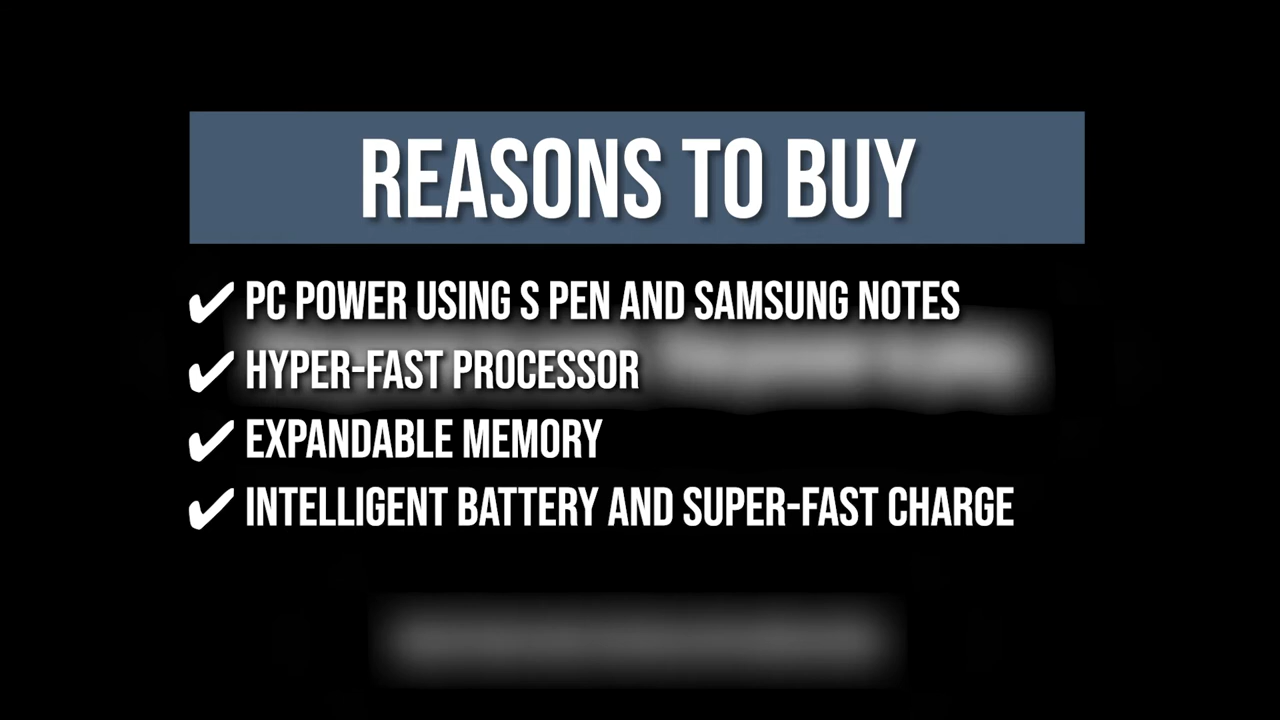 REASONS TO BUY
✔ PC POWER USING S PEN AND SAMSUNG NOTES
✔ HYPER-FAST PROCESSOR
✔ EXPANDABLE MEMORY
✔ INTELLIGENT BATTERY AND SUPER-FAST CHARGE